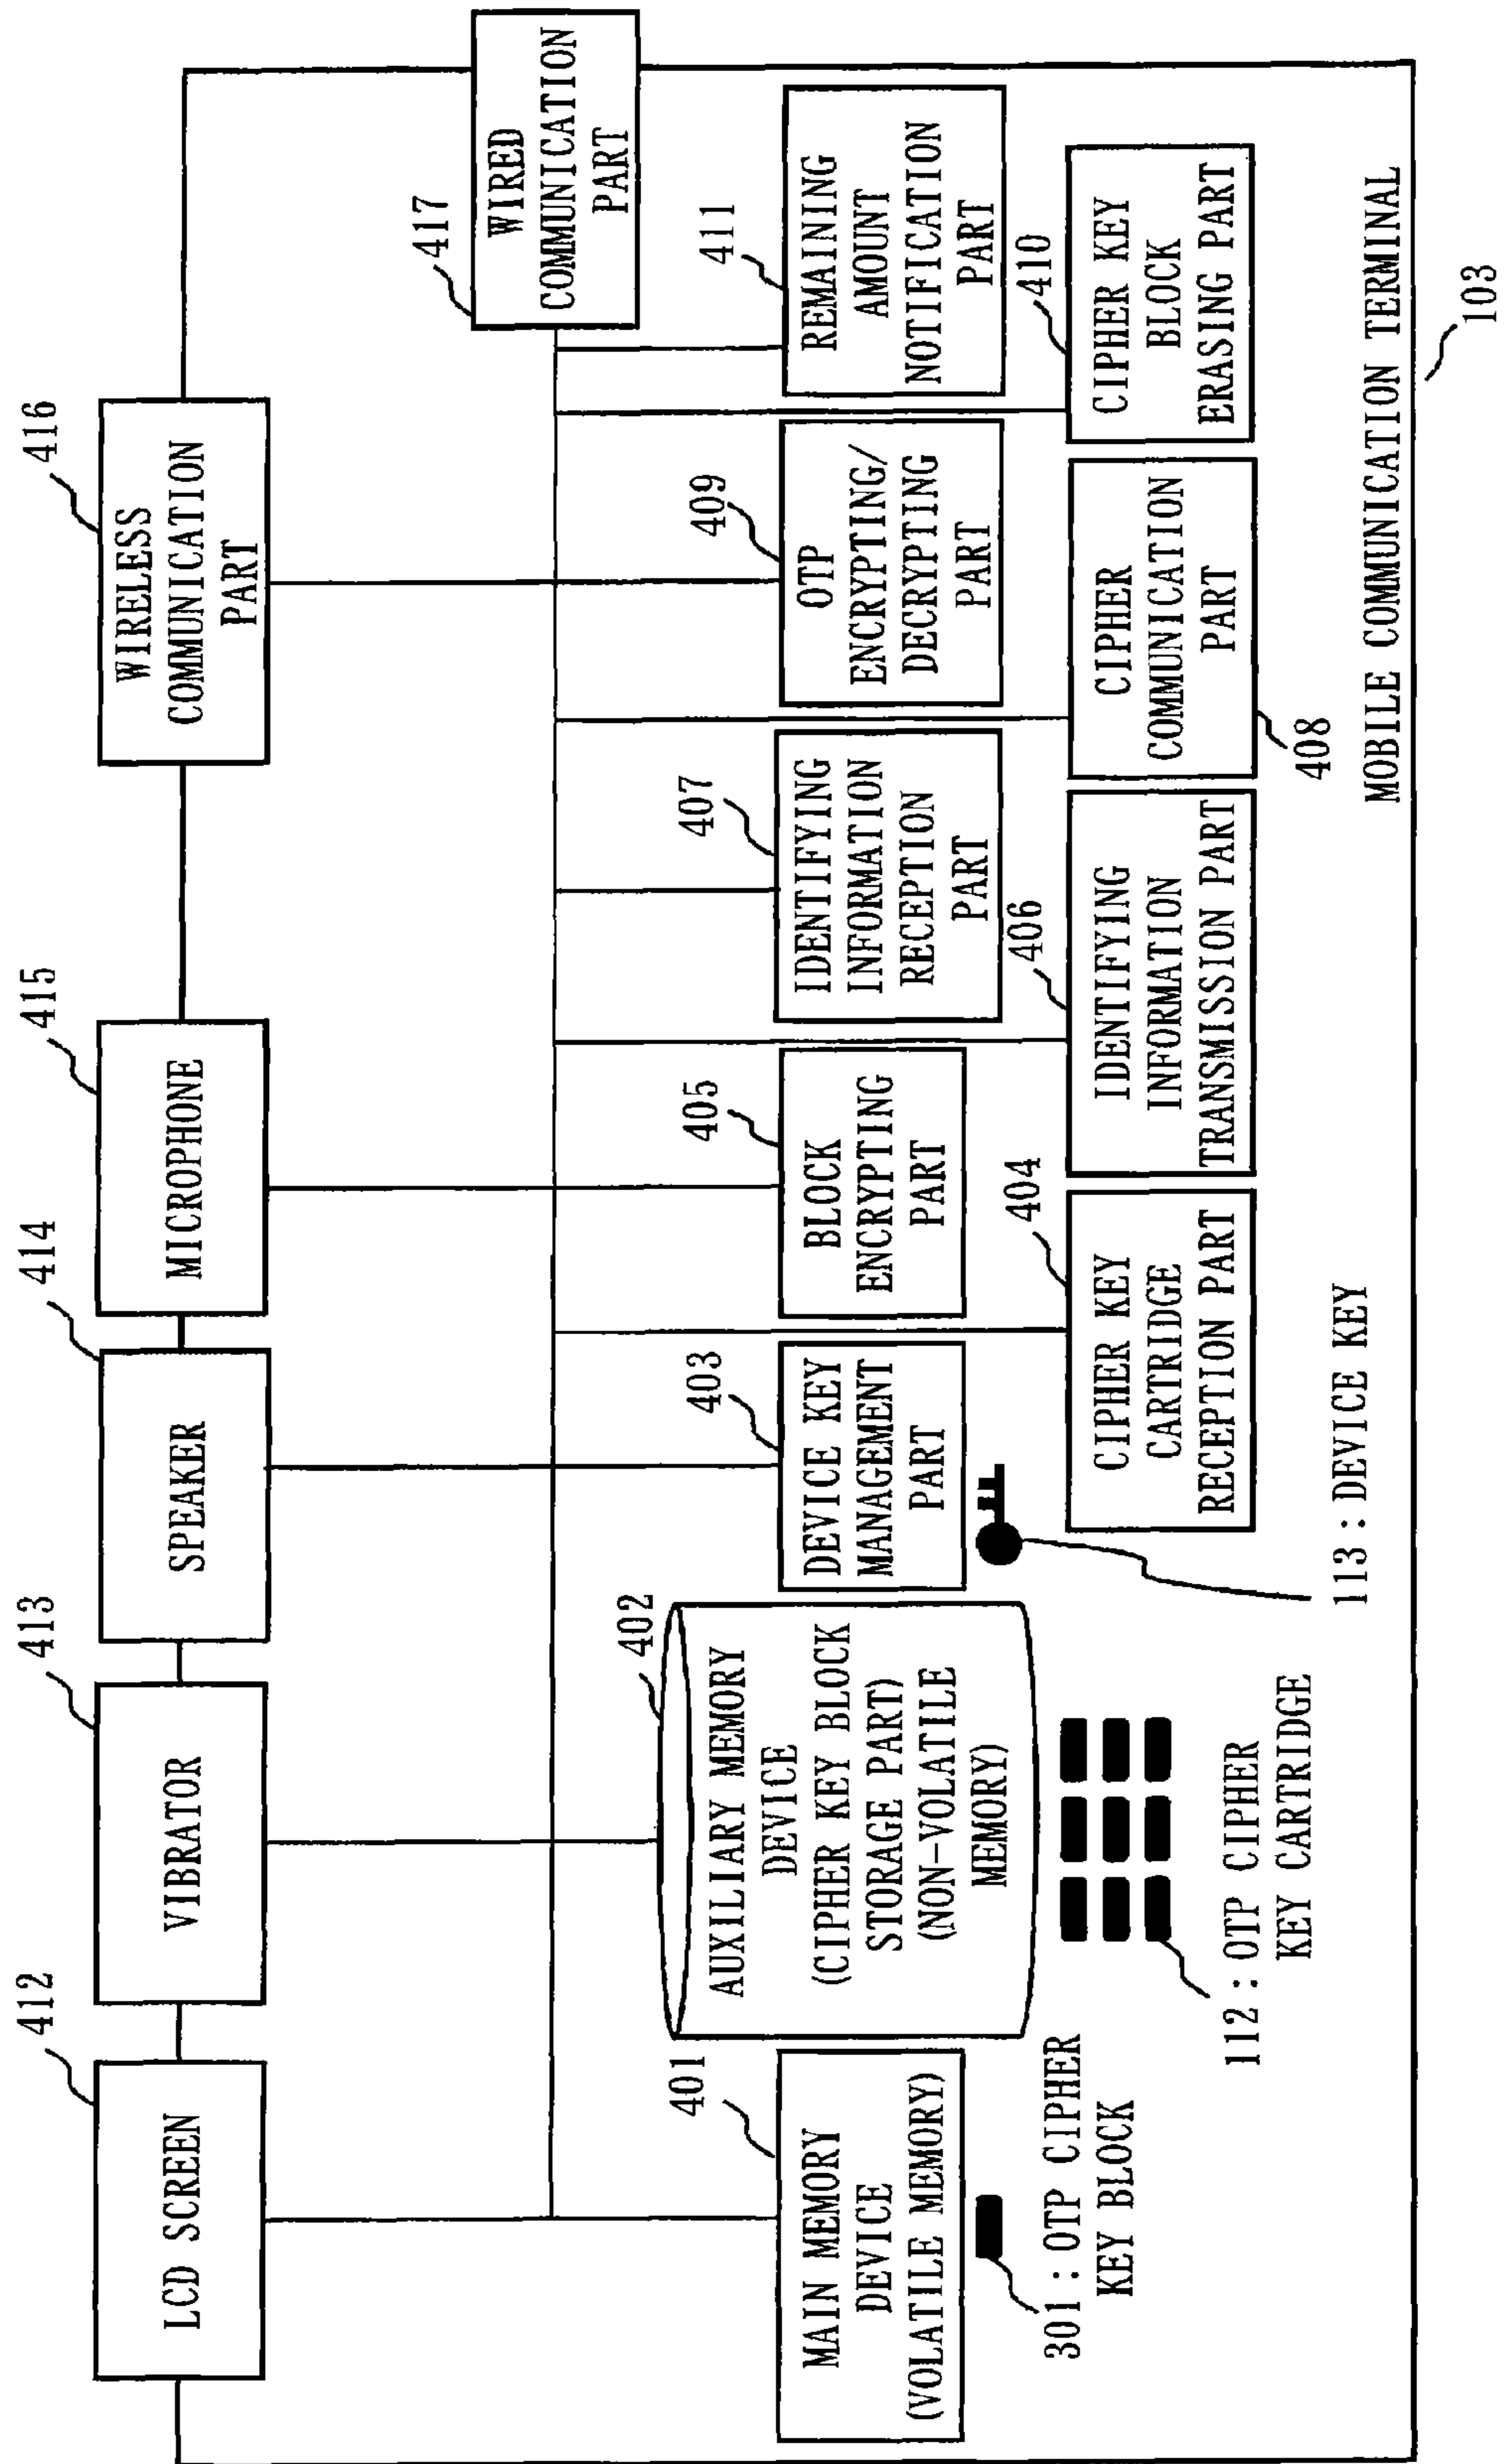 412
LCD SCREEN
413
VIBRATOR
414
SPEAKER
415
MICROPHONE
416
WIRELESS
COMMUNICATION
PART
417
WIRED
COMMUNICATION
PART
401
MAIN MEMORY
DEVICE
(VOLATILE MEMORY)
301:OTP CIPHER
KEY BLOCK
402
AUXILIARY MEMORY
DEVICE
(CIPHER KEY BLOCK
STORAGE PART)
(NON-VOLATILE
MEMORY)
112:OTP CIPHER
KEY CARTRIDGE
403
DEVICE KEY
MANAGEMENT
PART
113:DEVICE KEY
404
CIPHER KEY
CARTRIDGE
RECEPTION PART
405
BLOCK
ENCRYPTING
PART
406
IDENTIFYING
INFORMATION
TRANSMISSION PART
407
IDENTIFYING
INFORMATION
RECEPTION
PART
408
CIPHER
COMMUNICATION
PART
409
OTP
ENCRYPTING/
DECRYPTING
PART
410
CIPHER KEY
BLOCK
ERASING PART
411
REMAINING
AMOUNT
NOTIFICATION
PART
MOBILE COMMUNICATION TERMINAL
103